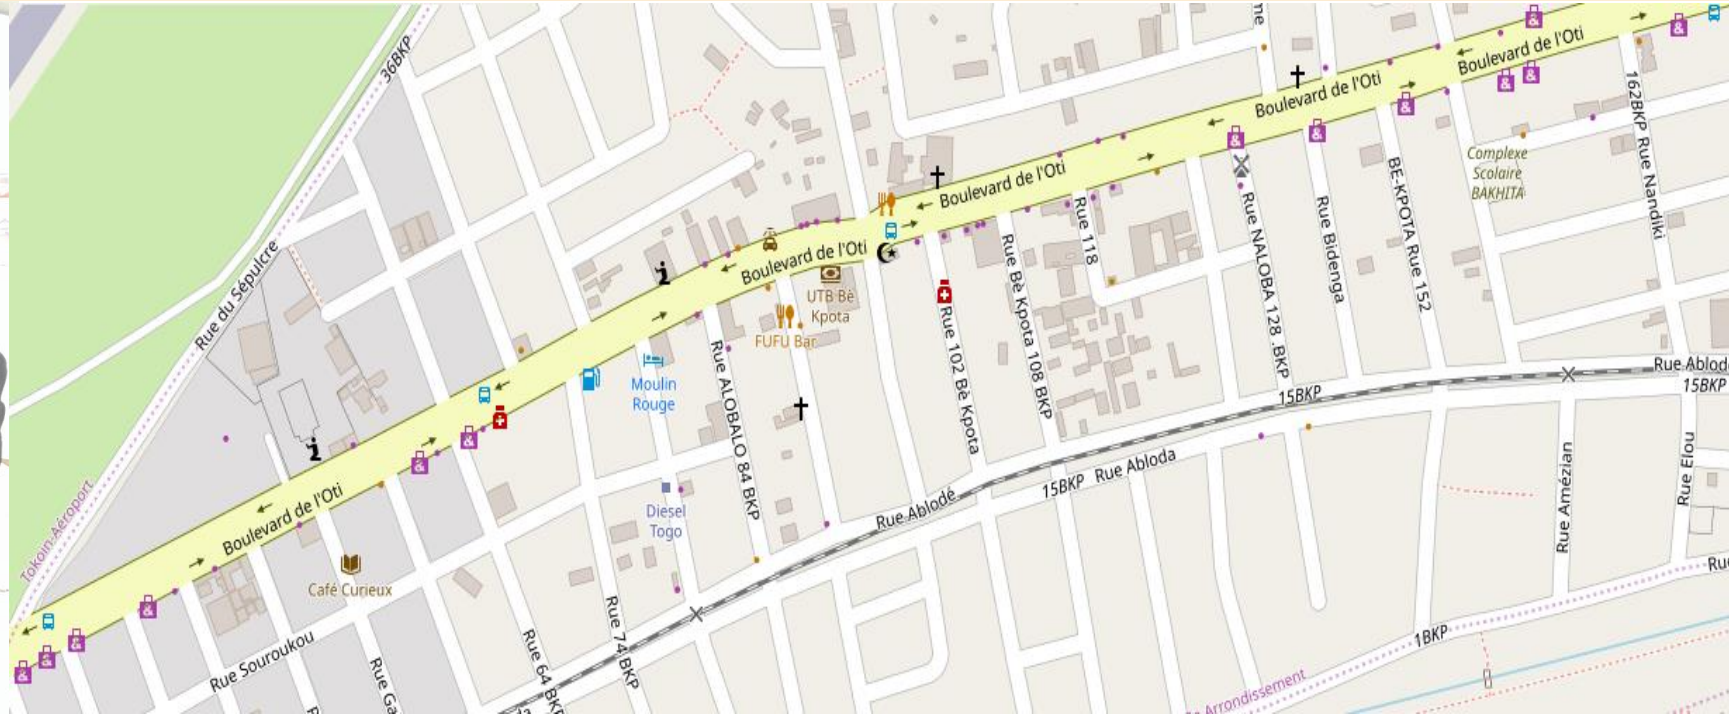 me
36BKP
Boulevard de l'Oti
Boulevard de l'Oti
162BKP Rue Nandiki
Complexe
Scolaire
BAKHITA
BE-KPOTA Rue 152
Boulevard de l'Oti
Rue 118
Rue NALOBA 128 .BKP
Rue Bidenga
Rue du Sépulcre
Boulevard de l'Oti
UTB Bè
Kpota
FUFU Bar
Rue 102 Bè Kpota
Rue Bè Kpota 108 BKP
Moulin
Rouge
Rue ALOBALO 84 BKP
RueAblod
15BKP
15BKP
Rue Abloda
15BKP
Rue Ablodé
Rue Amézian
Rue Elou
Tokoin-Aéroport
Boulevard de l'Oti
Diesel
Togo
Café Curieux
Rue
Rue 74 BKP
Rue 64 BKP
Rue Souroukou
Rue Ga
1BKP
Arrondissement